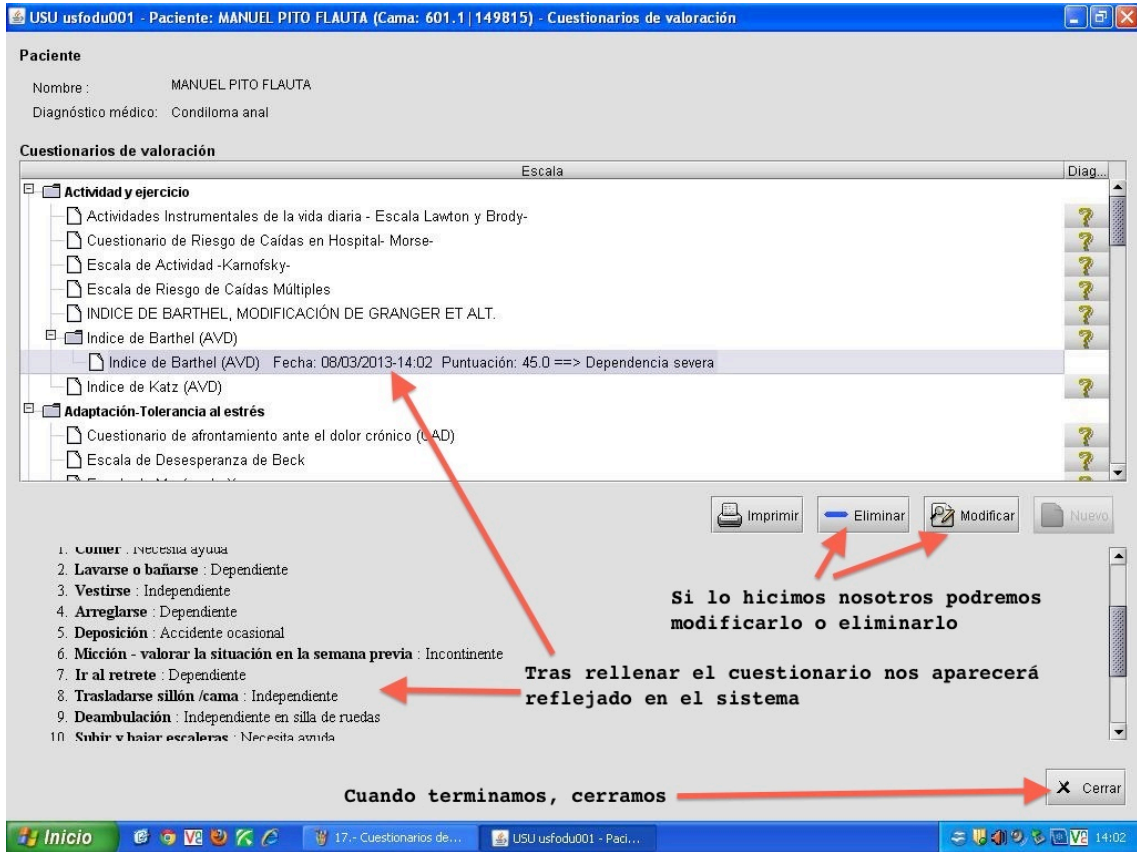 USU usfodu001 - Paciente: MANUEL PITO FLAUTA (Cama: 601.1|149815) - Cuestionarios de valoración
Paciente
Nombre : MANUEL PITO FLAUTA
Diagnóstico médico: Condiloma anal
Cuestionarios de valoración
Escala Diag...
Actividad y ejercicio
Actividades Instrumentales de la vida diaria - Escala Lawton y Brody-
Cuestionario de Riesgo de Caídas en Hospital- Morse-
Escala de Actividad -Karnofsky-
Escala de Riesgo de Caídas Múltiples
INDICE DE BARTHEL, MODIFICACIÓN DE GRANGER ET ALT.
Indice de Barthel (AVD)
Indice de Barthel (AVD) Fecha: 08/03/2013-14:02 Puntuación: 45.0 ==> Dependencia severa
Indice de Katz (AVD)
Adaptación-Tolerancia al estrés
Cuestionario de afrontamiento ante el dolor crónico (CAD)
Escala de Desesperanza de Beck
Imprimir Eliminar Modificar Nuevo
1. Comer : Necesita ayuda
2. Lavarse o bañarse : Dependiente
3. Vestirse : Independiente
4. Arreglarse : Dependiente
5. Deposición : Accidente ocasional
6. Micción - valorar la situación en la semana previa : Incontinente
7. Ir al retrete : Dependiente
8. Trasladarse sillón /cama : Independiente
9. Deambulación : Independiente en silla de ruedas
10. Subir y bajar escaleras : Necesita ayuda
Si lo hicimos nosotros podremos
modificarlo o eliminarlo
Tras rellenar el cuestionario nos aparecerá
reflejado en el sistema
Cuando terminamos, cerramos
Cerrar
Inicio 17.- Cuestionarios de... USU usfodu001 - Paci... 14:02